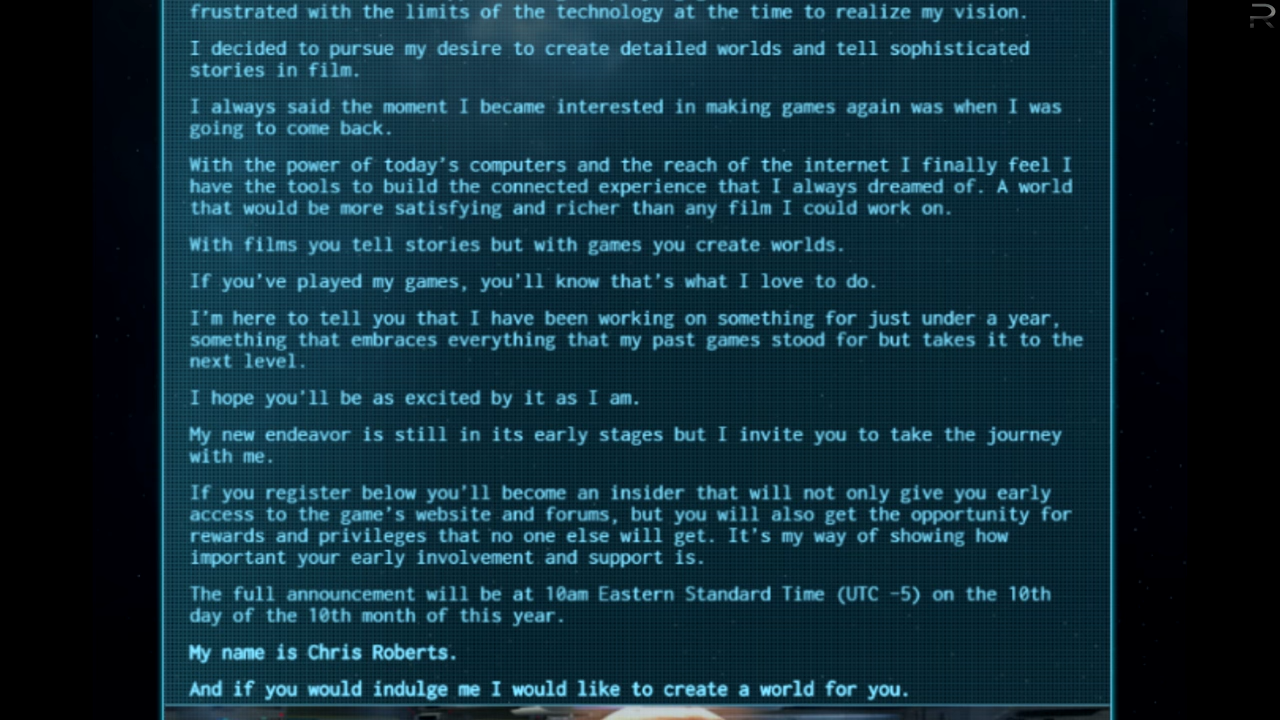 frustrated with the limits of the technology at the time to realize my vision.
I decided to pursue my desire to create detailed worlds and tell sophisticated
stories in film.
I always said the moment I became interested in making games again was when I was
going to come back.
With the power of today's computers and the reach of the internet I finally feel I
have the tools to build the connected experience that I always dreamed of. A world
that would be more satisfying and richer than any film I could work on.
With films you tell stories but with games you create worlds.
If you've played my games, you'll know that's what I love to do.
I'm here to tell you that I have been working on something for just under a year,
something that embraces everything that my past games stood for but takes it to the
next level.
I hope you'll be as excited by it as I am.
My new endeavor is still in its early stages but I invite you to take the journey
with me.
If you register below you'll become an insider that will not only give you early
access to the game's website and forums, but you will also get the opportunity for
rewards and privileges that no one else will get. It's my way of showing how
important your early involvement and support is.
The full announcement will be at 10am Eastern Standard Time (UTC -5) on the 10th
day of the 10th month of this year.
My name is Chris Roberts.
And if you would indulge me I would like to create a world for you.